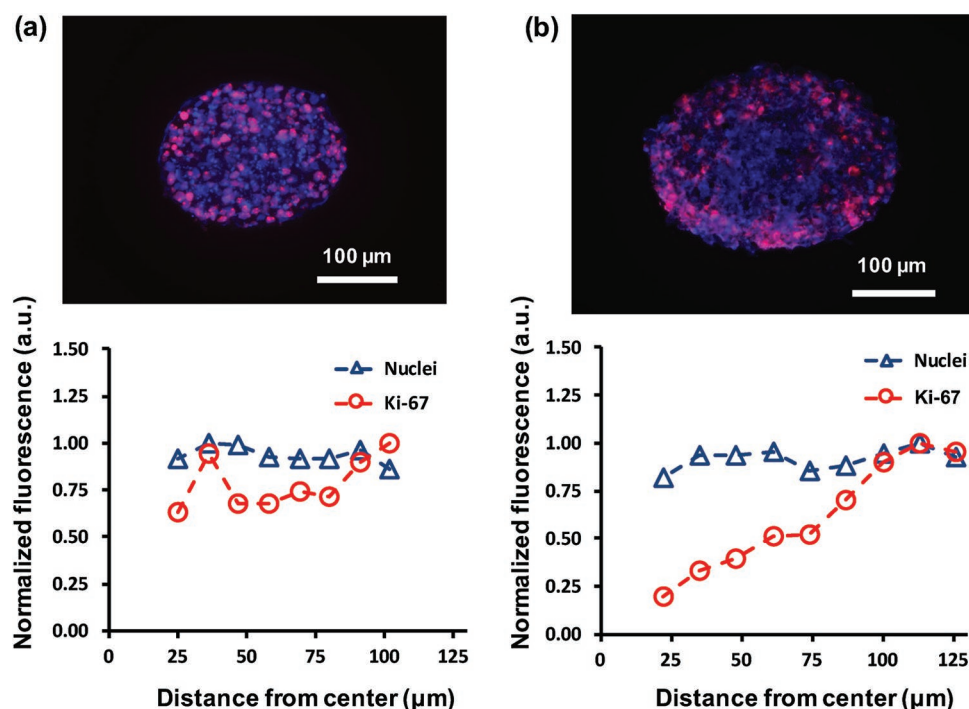 (a)
100 µm
Normalized fluorescence (a.u.)
1.50
1.25
1.00
0.75
0.50
0.25
0.00
0
25
50
75
100
125
Nuclei
Ki-67
Distance from center (µm)
(b)
100 µm
Normalized fluorescence (a.u.)
1.50
1.25
1.00
0.75
0.50
0.25
0.00
0
25
50
75
100
125
Nuclei
Ki-67
Distance from center (µm)